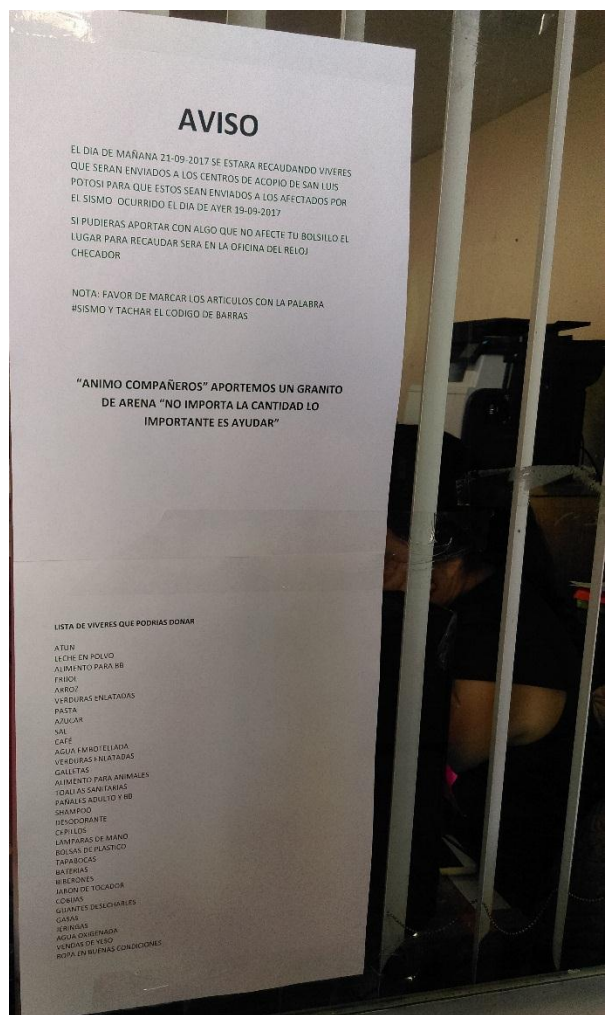 AVISO
EL DIA DE MAÑANA 21-09-2017 SE ESTARA RECAUDANDO VIVERES
QUE SERAN ENVIADOS A LOS CENTROS DE ACOPIO DE SAN LUIS
POTOSI PARA QUE ESTOS SEAN ENVIADOS A LOS AFECTADOS POR
EL SISMO OCURRIDO EL DIA DE AYER 19-09-2017
SI PUDIERAS APORTAR CON ALGO QUE NO AFECTE TU BOLSILLO EL
LUGAR PARA RECAUDAR SERA EN LA OFICINA DEL RELOJ
CHECADOR
NOTA: FAVOR DE MARCAR LOS ARTICULOS CON LA PALABRA
#SISMO Y TACHAR EL CODIGO DE BARRAS
"ANIMO COMPAÑEROS" APORTEMOS UN GRANITO
DE ARENA "NO IMPORTA LA CANTIDAD LO
IMPORTANTE ES AYUDAR"
LISTA DE VIVERES QUE PODRIAS DONAR
ATUN
LECHE EN POLVO
ALIMENTO PARA BB
FRIJOL
ARROZ
VERDURAS ENLATADAS
PASTA
AZUCAR
SAL
CAFÉ
AGUA EMBOTELLADA
VERDURAS ENLATADAS
GALLETAS
ALIMENTO PARA ANIMALES
TOALLAS SANITARIAS
PAÑALES ADULTO Y BB
SHAMPOO
DESODORANTE
CEPILLOS
LAMPARAS DE MANO
BOLSAS DE PLASTICO
TAPABOCAS
BATERIAS
BIBERONES
JABON DE TOCADOR
COBIJAS
GUANTES DESECHABLES
GASAS
JERINGAS
AGUA OXIGENADA
VENDAS DE YESO
ROPA EN BUENAS CONDICIONES